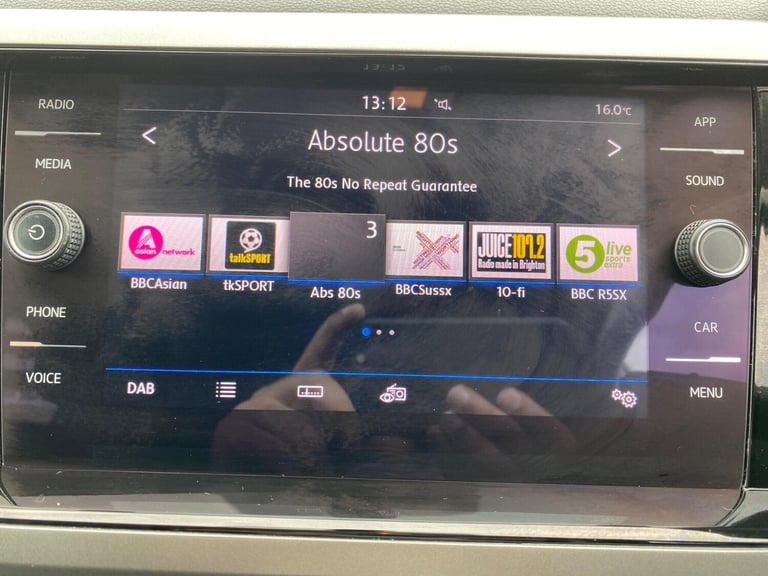 13:12
RADIO
13:12
16.0°C
APP
<
Absolute 80s
>
MEDIA
SOUND
The 80s No Repeat Guarantee
A
asian network
talkSPORT
3
JUICE 107.2
Radio made in Brighton
5 live
sports
extra
BBCAsian
tkSPORT
Abs 80s
BBCSussx
10-fi
BBC R5SX
PHONE
CAR
VOICE
DAB
MENU